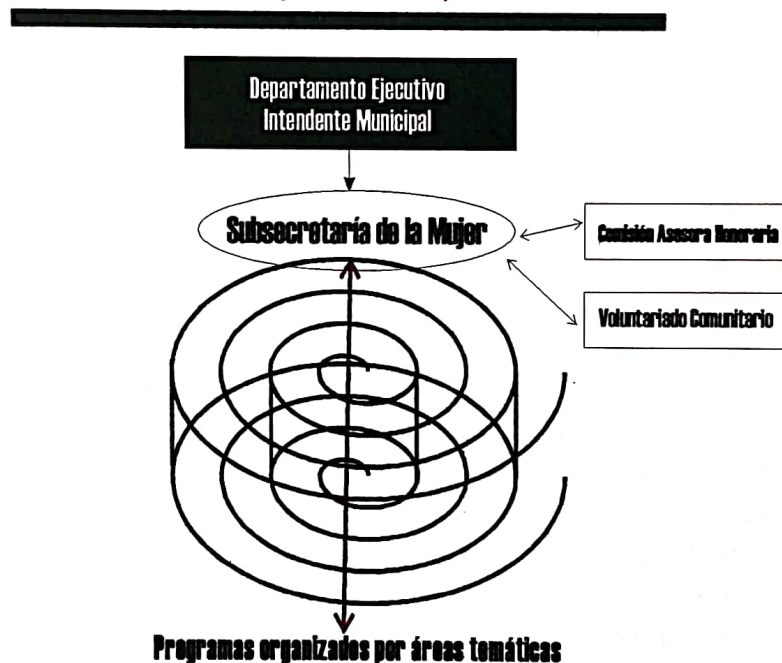 Departamento Ejecutivo
Intendente Municipal
Subsecretaría de la Mujer
Comisión Asesora Honoraria
Voluntariado Comunitario
Programas organizados por áreas temáticas